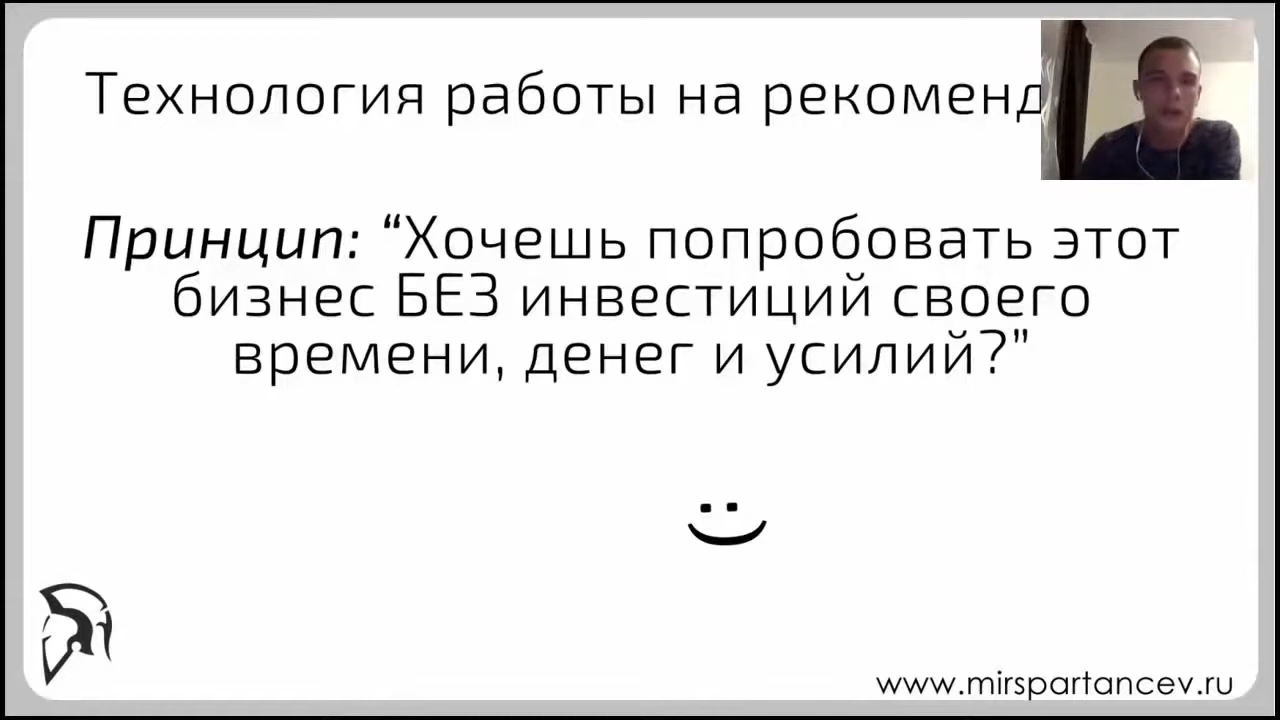 Технология работы на рекоменд
Принцип: “Хочешь попробовать этот
бизнес БЕЗ инвестиций своего
времени, денег и усилий?”
:)
www.mirspartancev.ru